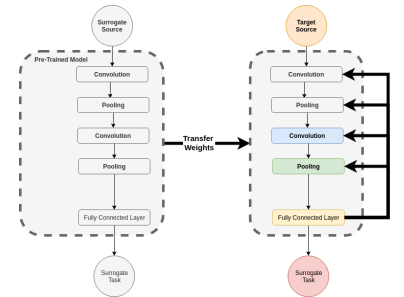 Surrogate
Source
Pre-Trained Model
Convolution
Pooling
Convolution
Pooling
Fully Connected Layer
Surrogate
Task
Transfer
Weights
Target
Source
Convolution
Pooling
Convolution
Pooling
Fully Connected Layer
Surrogate
Task